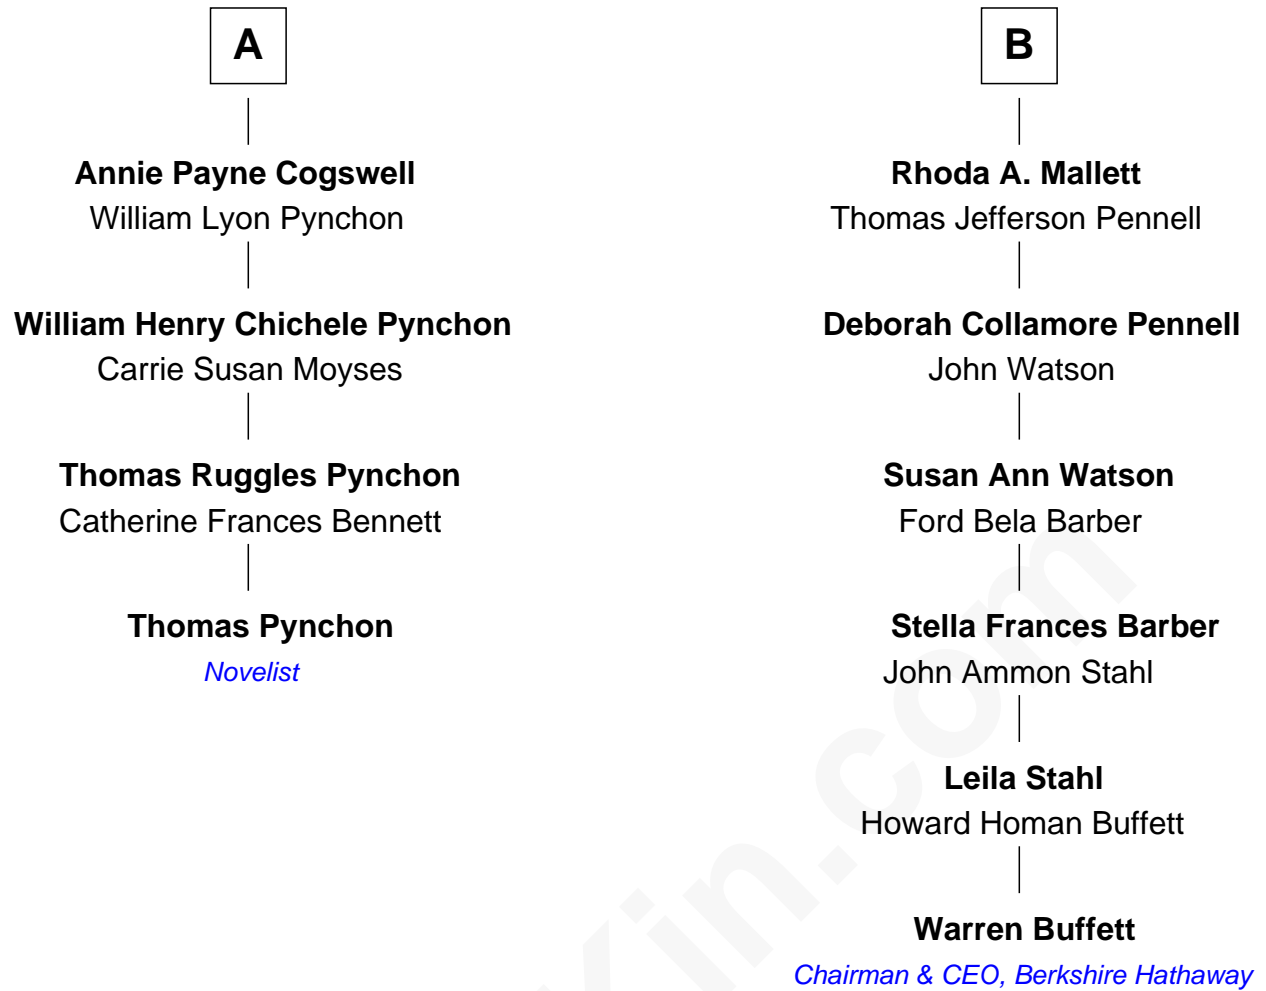 A
Annie Payne Cogswell
William Lyon Pynchon
William Henry Chichele Pynchon
Carrie Susan Moyses
Thomas Ruggles Pynchon
Catherine Frances Bennett
Thomas Pynchon
Novelist
B
Rhoda A. Mallett
Thomas Jefferson Pennell
Deborah Collamore Pennell
John Watson
Susan Ann Watson
Ford Bela Barber
Stella Frances Barber
John Ammon Stahl
Leila Stahl
Howard Homan Buffett
Warren Buffett
Chairman & CEO, Berkshire Hathaway
Kin.com